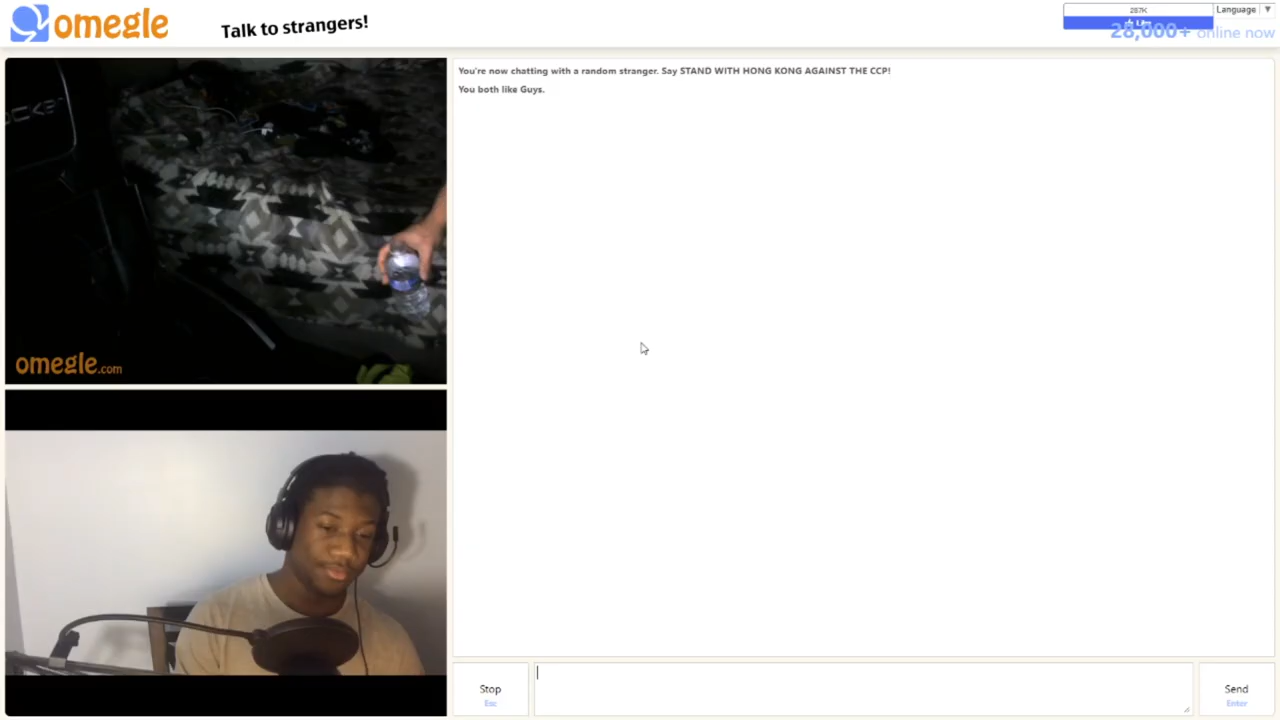 omegle
Talk to strangers!
287K
Language
28,000+ online now
You're now chatting with a random stranger. Say STAND WITH HONG KONG AGAINST THE CCP!
You both like Guys.
omegle.com
Stop
Esc
Send
Enter